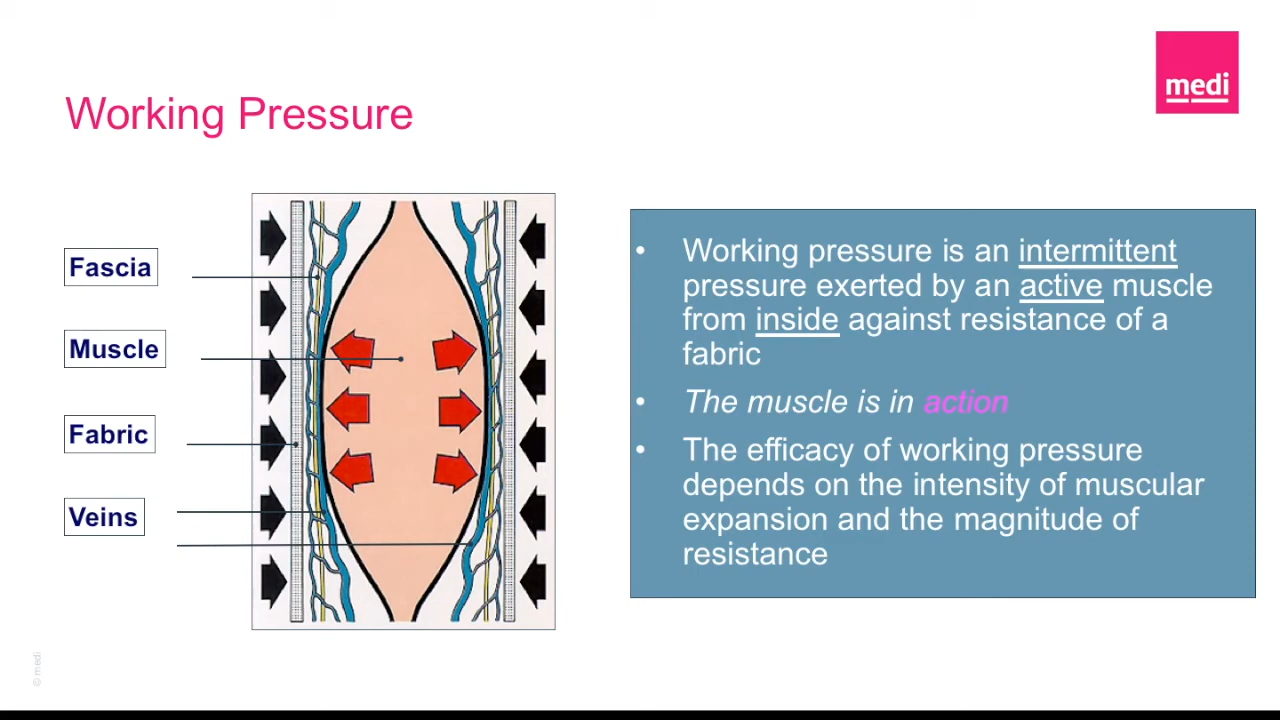 medi
Working Pressure
Fascia
Muscle
Fabric
Veins
• Working pressure is an intermittent
pressure exerted by an active muscle
from inside against resistance of a
fabric
• The muscle is in action
• The efficacy of working pressure
depends on the intensity of muscular
expansion and the magnitude of
resistance
© medi